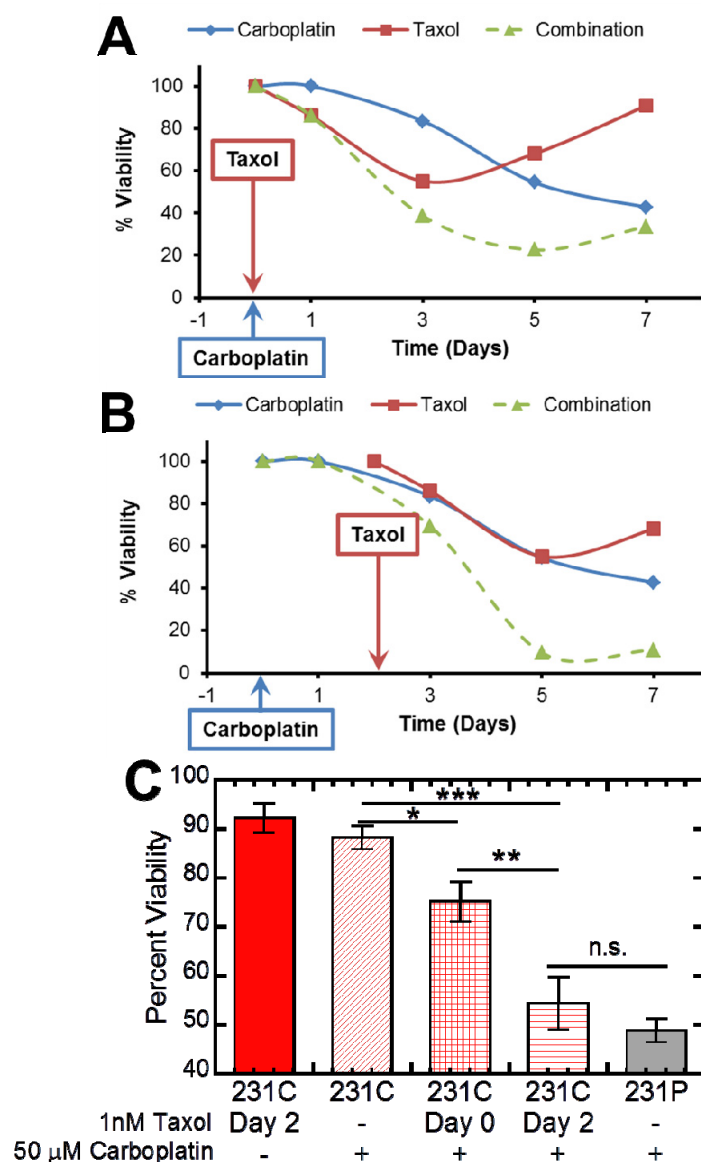 A
Carboplatin Taxol Combination
100
80
60
40
20
0
% Viability
Taxol
-1 1 3 5 7
Carboplatin
Time (Days)
B
Carboplatin Taxol Combination
100
80
60
40
20
0
% Viability
Taxol
-1 1 3 5 7
Carboplatin
Time (Days)
C
100
90
80
70
60
50
40
Percent Viability
***
*
**
n.s.
231C 231C 231C 231C 231P
1nM Taxol Day 2 - Day 0 Day 2 -
50 μM Carboplatin - + + + +